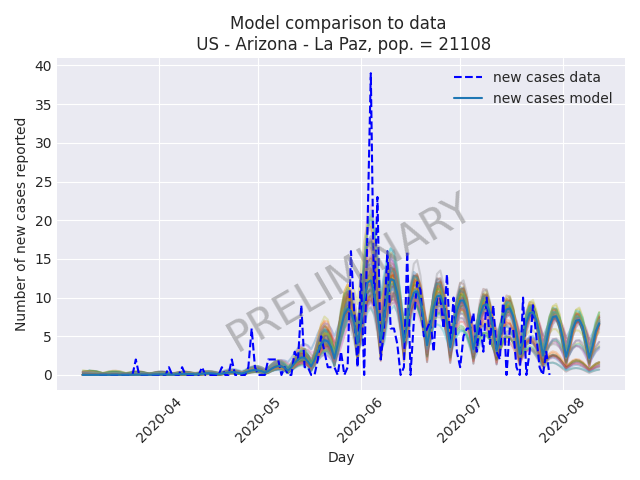 Model comparison to data
US - Arizona - La Paz, pop. = 21108
new cases data
new cases model
Number of new cases reported
40
35
30
25
20
15
10
5
0
PRELIMINARY
2020-04
2020-05
2020-06
2020-07
2020-08
Day